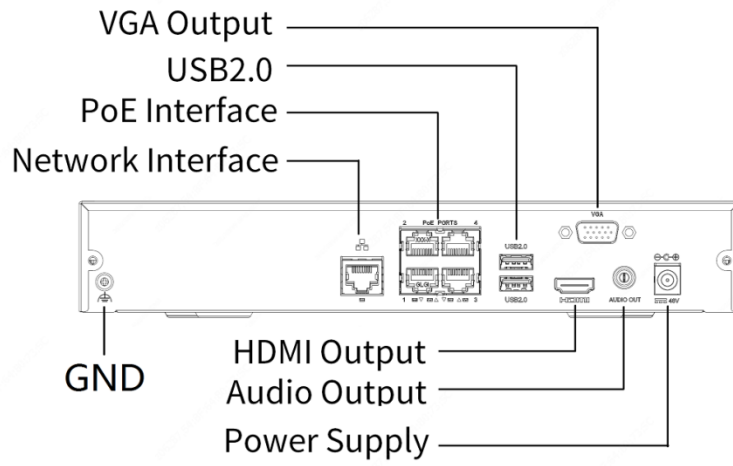 VGA Output
USB2.0
PoE Interface
Network Interface
2 PoE PORTS 4
VGA
USB2.0
1 3
USB2.0
HDMI
AUDIO OUT
48V
GND
HDMI Output
Audio Output
Power Supply